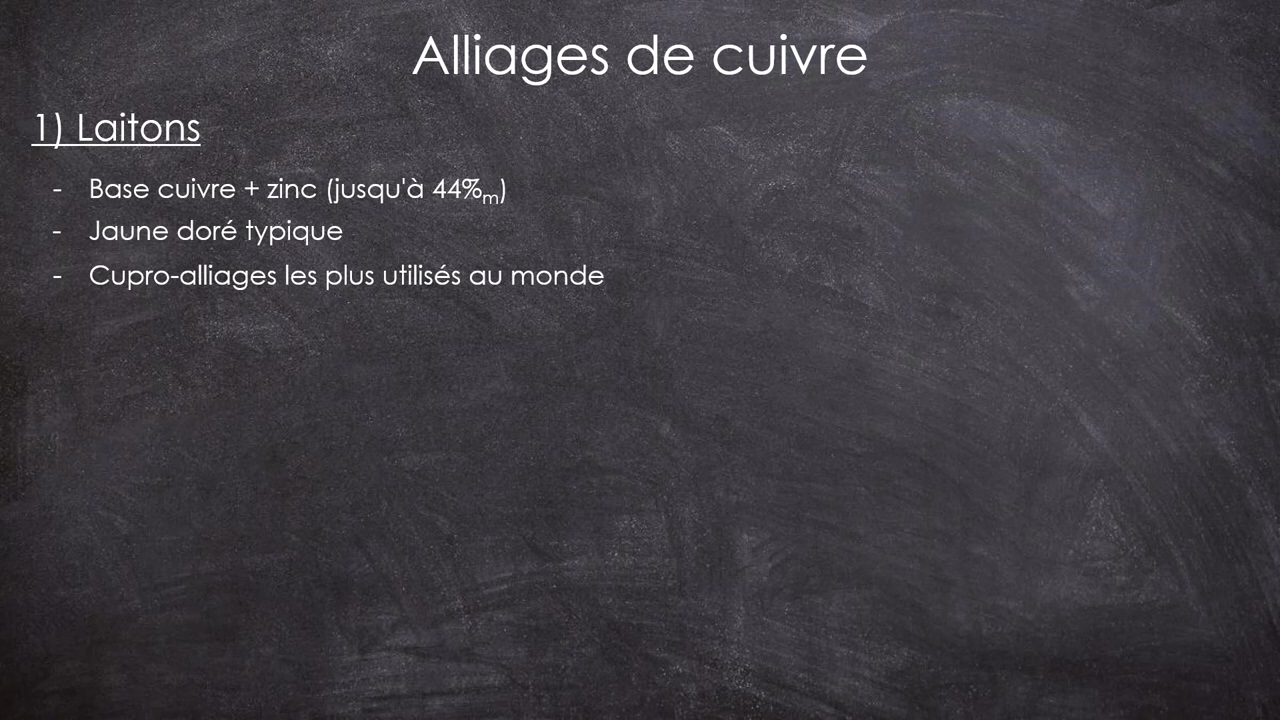 Alliages de cuivre
1) Laitons
- Base cuivre + zinc (jusqu'à 44%m)
- Jaune doré typique
- Cupro-alliages les plus utilisés au monde